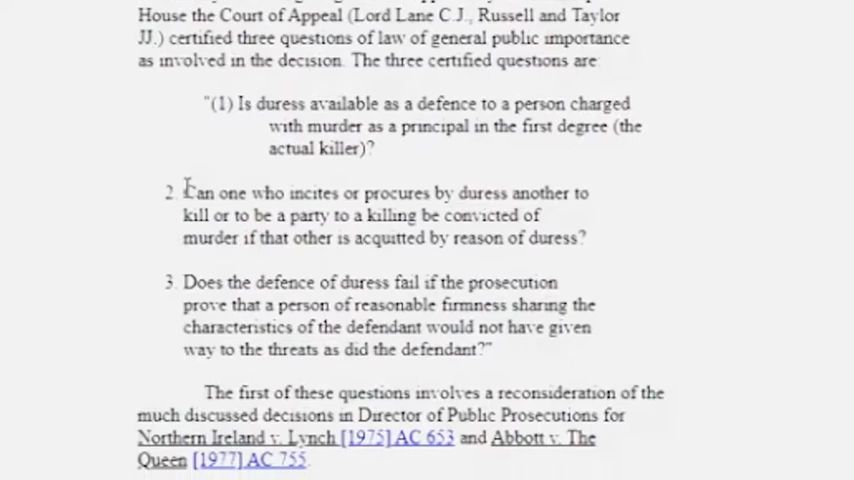 House the Court of Appeal (Lord Lane C.J., Russell and Taylor
JJ.) certified three questions of law of general public importance
as involved in the decision. The three certified questions are
"(1) Is duress available as a defence to a person charged
with murder as a principal in the first degree (the
actual killer)?
2. Can one who incites or procures by duress another to
kill or to be a party to a killing be convicted of
murder if that other is acquitted by reason of duress?
3. Does the defence of duress fail if the prosecution
prove that a person of reasonable firmness sharing the
characteristics of the defendant would not have given
way to the threats as did the defendant?"
The first of these questions involves a reconsideration of the
much discussed decisions in Director of Public Prosecutions for
Northern Ireland v. Lynch [1975] AC 653 and Abbott v. The
Queen [1977] AC 755.